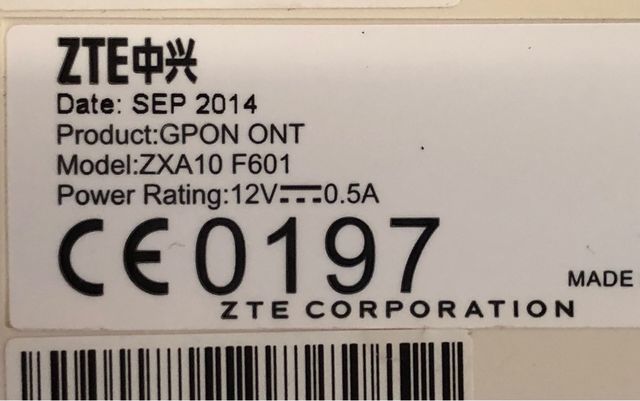 ZTE中兴
Date: SEP 2014
Product:GPON ONT
Model:ZXA10 F601
Power Rating:12V⎓0.5A
CE0197
MADE
ZTE CORPORATION